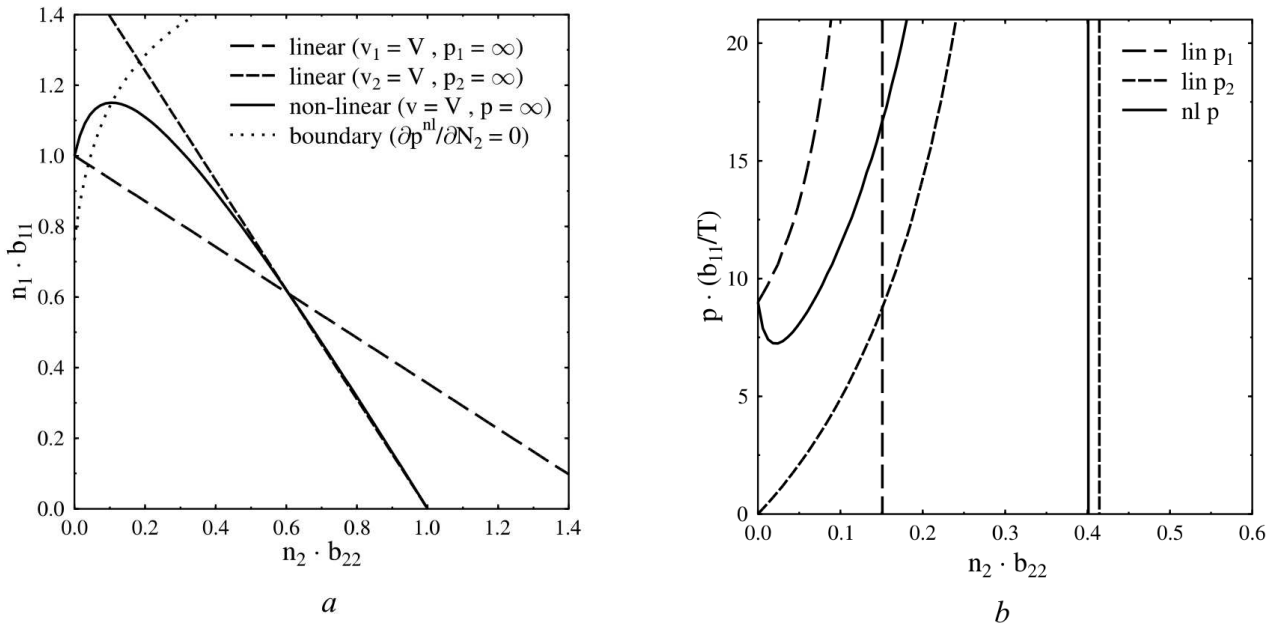 1.4
1.2
1.0
0.8
0.6
0.4
0.2
0.0
n₁ · b₁₁
linear (v₁ = V , p₁ = ∞)
linear (v₂ = V , p₂ = ∞)
non-linear (v = V , p = ∞)
boundary (∂pⁿˡ/∂N₂ = 0)
0.0 0.2 0.4 0.6 0.8 1.0 1.2 1.4
n₂ · b₂₂
a
20
15
10
5
0
p · (b₁₁/T)
lin p₁
lin p₂
nl p
0.0 0.1 0.2 0.3 0.4 0.5 0.6
n₂ · b₂₂
b